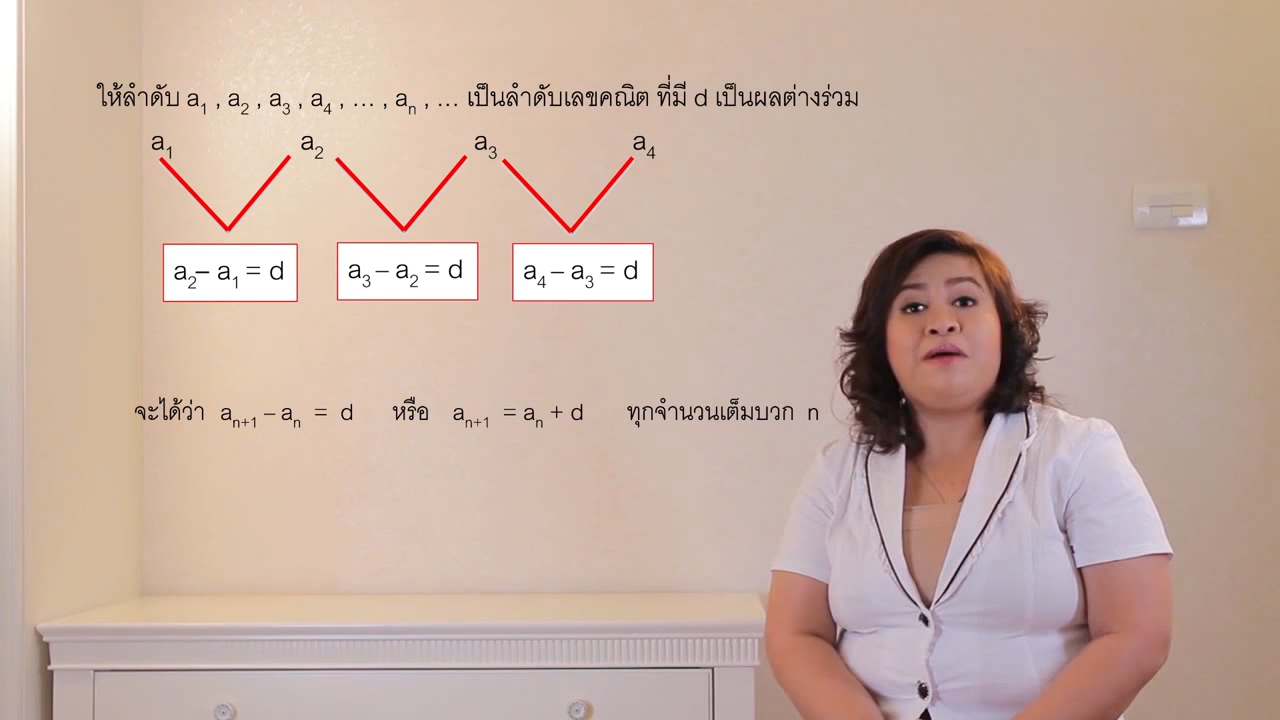 ให้ลำดับ a₁ , a₂ , a₃ , a₄ , … , aₙ , … เป็นลำดับเลขคณิต ที่มี d เป็นผลต่างร่วม
a₁ a₂ a₃ a₄
a₂– a₁ = d a₃ – a₂ = d a₄ – a₃ = d
จะได้ว่า aₙ₊₁ – aₙ = d หรือ aₙ₊₁ = aₙ + d ทุกจำนวนเต็มบวก n